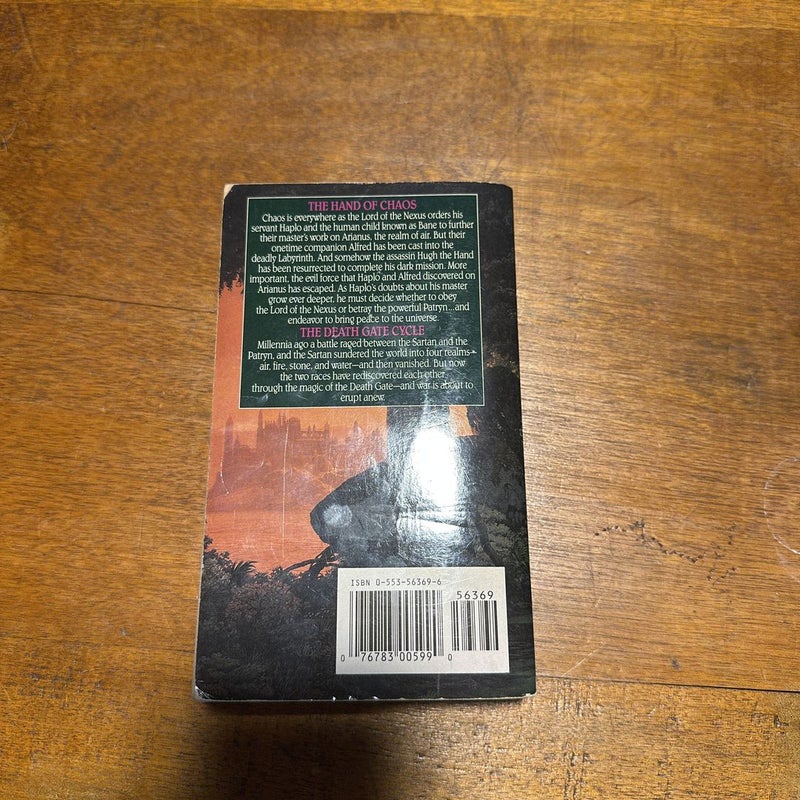 THE HAND OF CHAOS
Chaos is everywhere as the Lord of the Nexus orders his
servant Haplo and the human child known as Bane to further
their master's work on Arianus, the realm of air. But their
onetime companion Alfred has been cast into the
deadly Labyrinth. And somehow the assassin Hugh the Hand
has been resurrected to complete his dark mission. More
important, the evil force that Haplo and Alfred discovered on
Arianus has escaped. As Haplo's doubts about his master
grow ever deeper, he must decide whether to obey
the Lord of the Nexus or betray the powerful Patryn...and
endeavor to bring peace to the universe.
THE DEATH GATE CYCLE
Millennia ago a battle raged between the Sartan and the
Patryn, and the Sartan sundered the world into four realms—
air, fire, stone, and water—and then vanished. But now
the two races have rediscovered each other
through the magic of the Death Gate—and war is about to
erupt anew.
ISBN 0-553-56369-6
56369
0 76783 00599 0